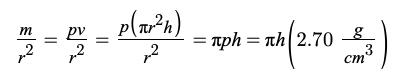 m/r² = pv/r² = p(πr²h)/r² = πph = πh(2.70 g/cm³)